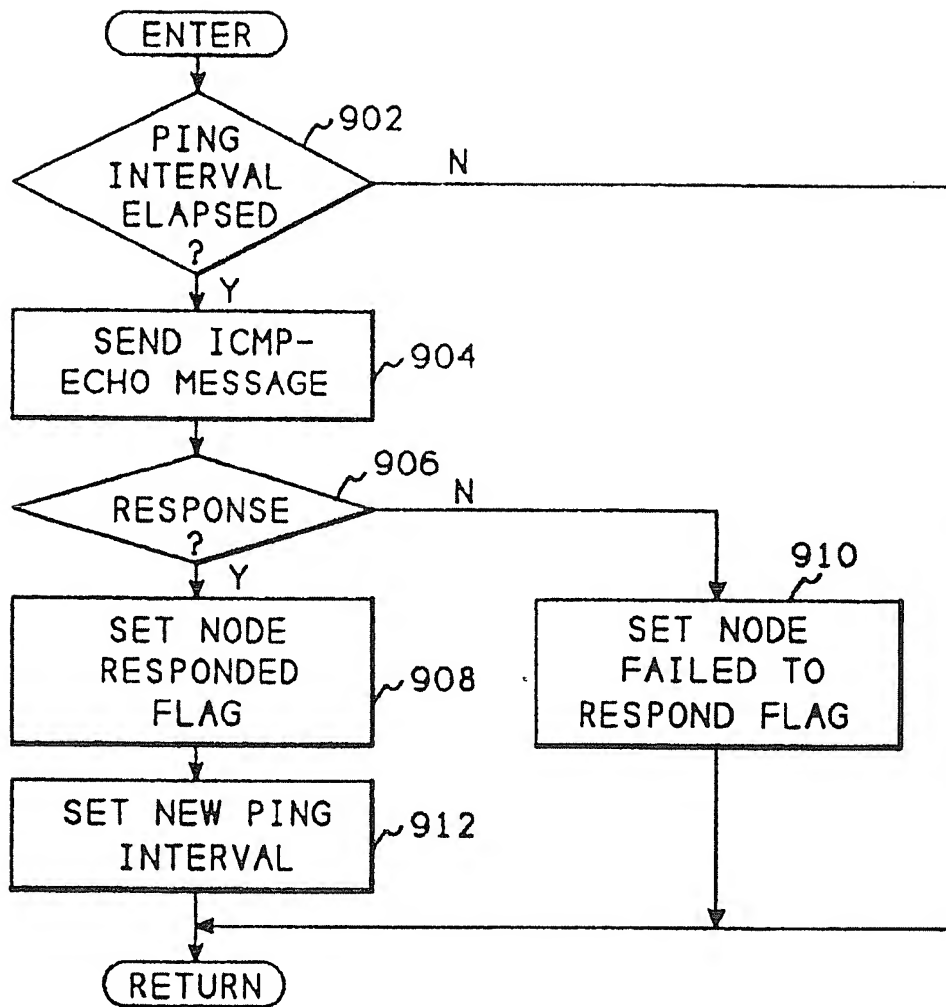 ENTER
902
PING
INTERVAL
ELAPSED
?
N
Y
SEND ICMP-
ECHO MESSAGE
904
906
RESPONSE
?
N
Y
910
SET NODE
RESPONDED
FLAG
908
SET NODE
FAILED TO
RESPOND FLAG
SET NEW PING
INTERVAL
912
RETURN